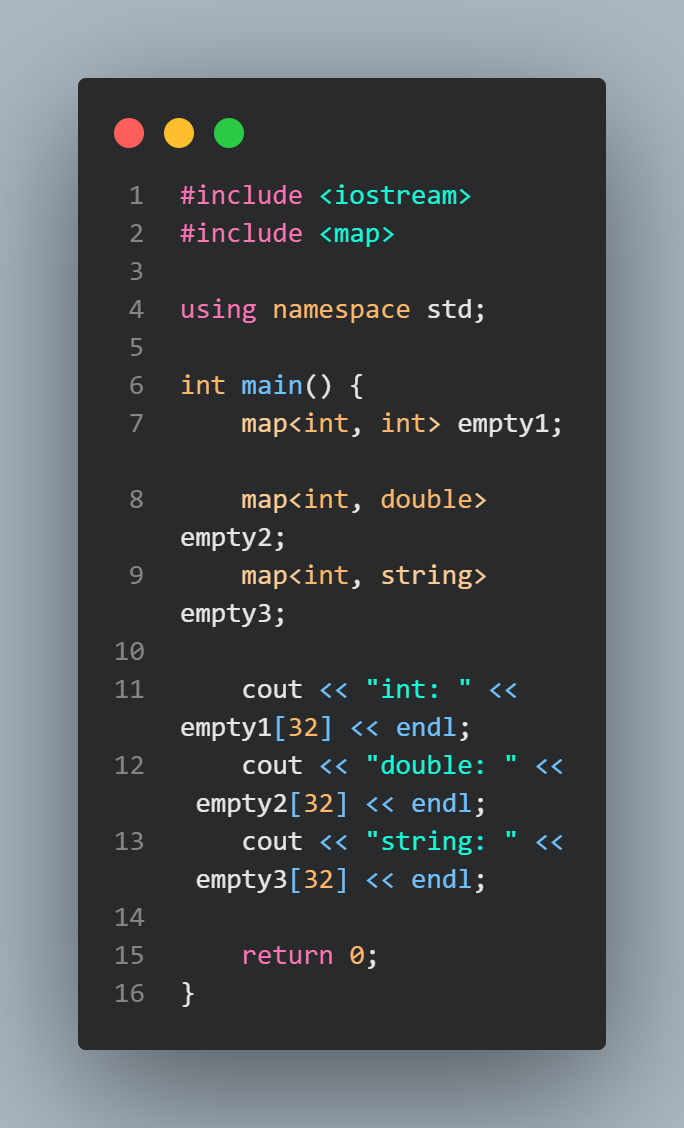 1 #include <iostream>
2 #include <map>
3
4 using namespace std;
5
6 int main() {
7     map<int, int> empty1;
8     map<int, double>
empty2;
9     map<int, string>
empty3;
10
11     cout << "int: " <<
empty1[32] << endl;
12     cout << "double: " <<
 empty2[32] << endl;
13     cout << "string: " <<
 empty3[32] << endl;
14
15     return 0;
16 }